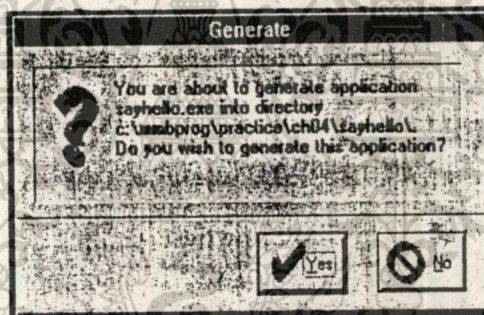 Generate
You are about to generate application
sayhello.exe into directory
c:\wmbprog\practice\ch04\sayhello\.
Do you wish to generate this application?
Yes
No